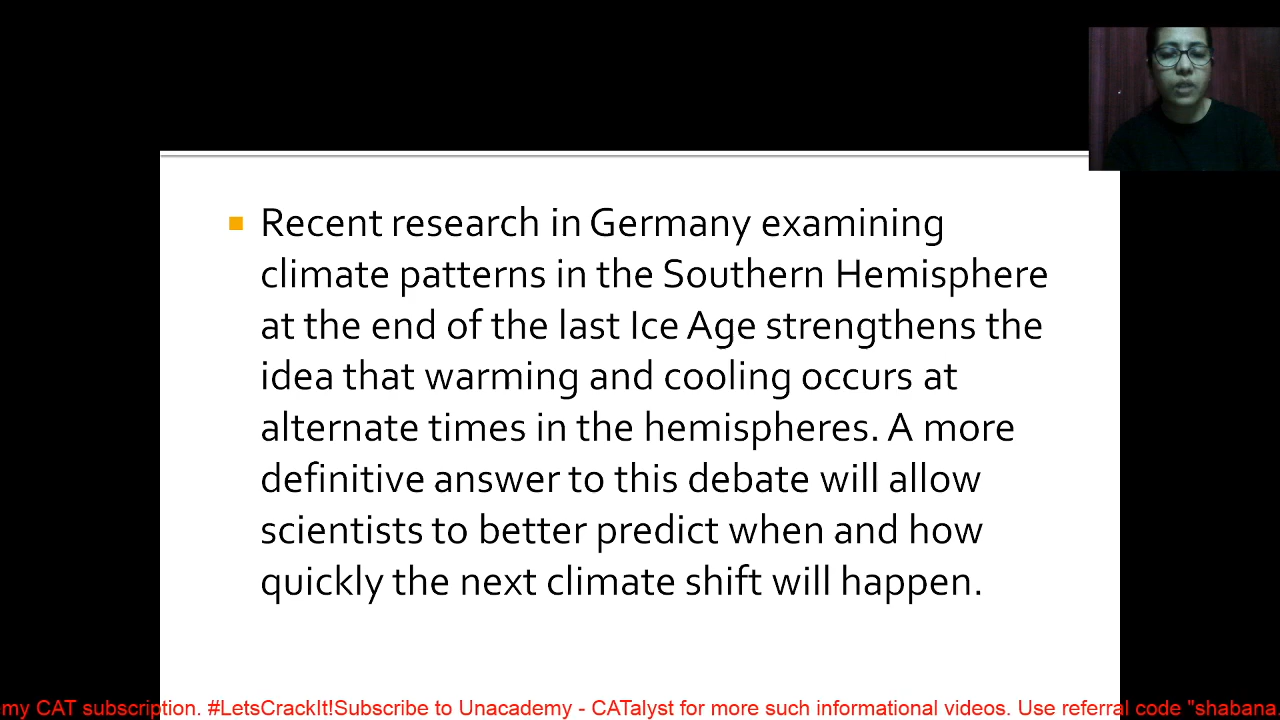 Recent research in Germany examining
climate patterns in the Southern Hemisphere
at the end of the last Ice Age strengthens the
idea that warming and cooling occurs at
alternate times in the hemispheres. A more
definitive answer to this debate will allow
scientists to better predict when and how
quickly the next climate shift will happen.
my CAT subscription. #LetsCrackIt!Subscribe to Unacademy - CATalyst for more such informational videos. Use referral code "shabana